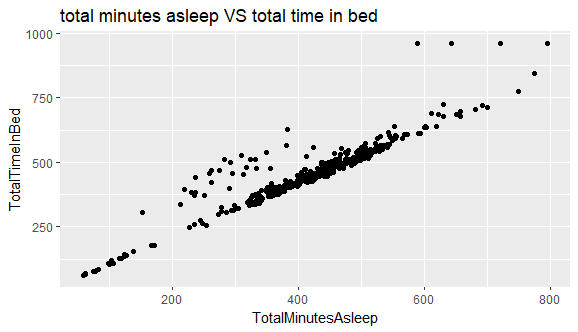 total minutes asleep VS total time in bed
1000
750
500
250
TotalTimeInBed
200 400 600 800
TotalMinutesAsleep